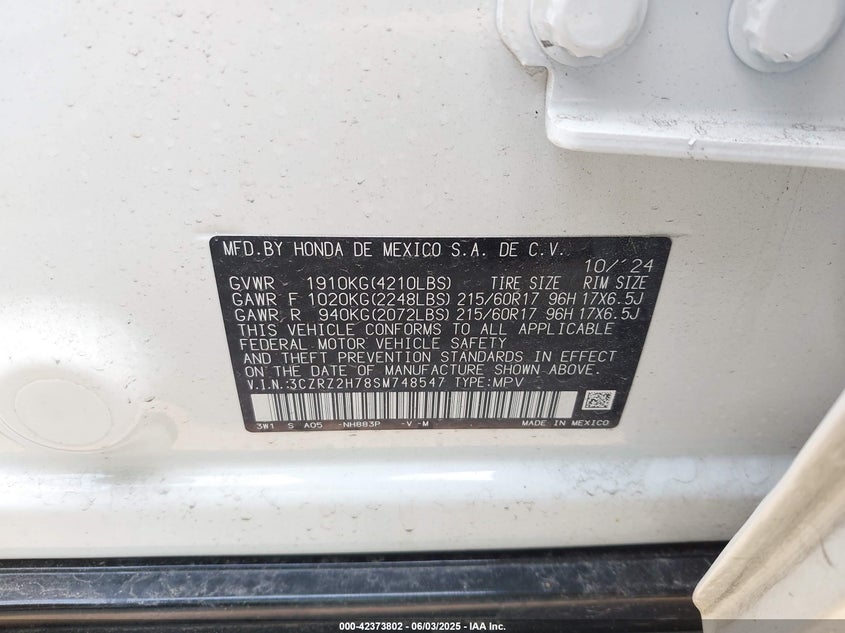 MFD.BY HONDA DE MEXICO S.A. DE C.V.
10/'24
GVWR 1910KG(4210LBS) TIRE SIZE RIM SIZE
GAWR F 1020KG(2248LBS) 215/60R17 96H 17X6.5J
GAWR R 940KG(2072LBS) 215/60R17 96H 17X6.5J
THIS VEHICLE CONFORMS TO ALL APPLICABLE
FEDERAL MOTOR VEHICLE SAFETY
AND THEFT PREVENTION STANDARDS IN EFFECT
ON THE DATE OF MANUFACTURE SHOWN ABOVE.
V.I.N.:3CZRZ2H78SM748547 TYPE:MPV
3W1 S A05 -NH883P -V -M MADE IN MEXICO
000-42373802 - 06/03/2025 - IAA Inc.